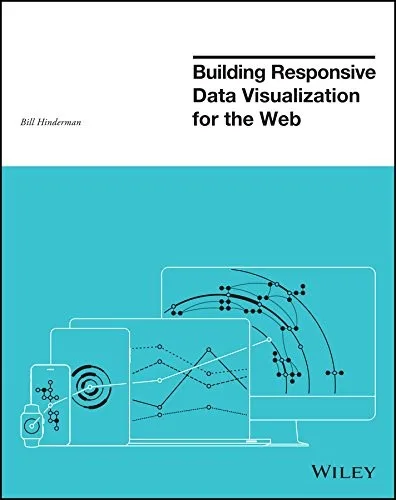 Building Responsive
Data Visualization
for the Web
Bill Hinderman
WILEY